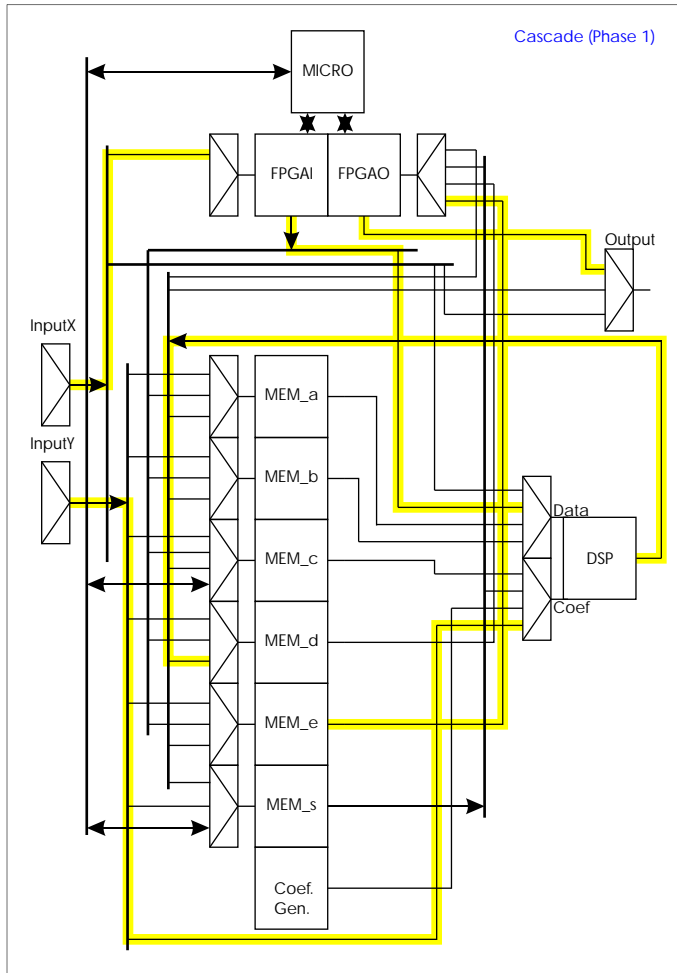 Cascade (Phase 1)
MICRO
FPGAI
FPGAO
Output
InputX
MEM_a
InputY
MEM_b
Data
MEM_c
DSP
Coef
MEM_d
MEM_e
MEM_s
Coef.
Gen.